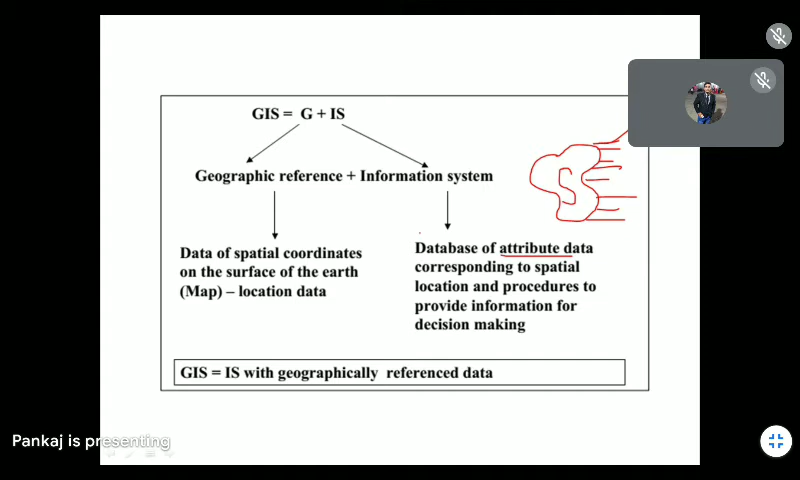 GIS = G + IS
Geographic reference + Information system
Data of spatial coordinates
on the surface of the earth
(Map) – location data
Database of attribute data
corresponding to spatial
location and procedures to
provide information for
decision making
GIS = IS with geographically referenced data
Pankaj is presenting